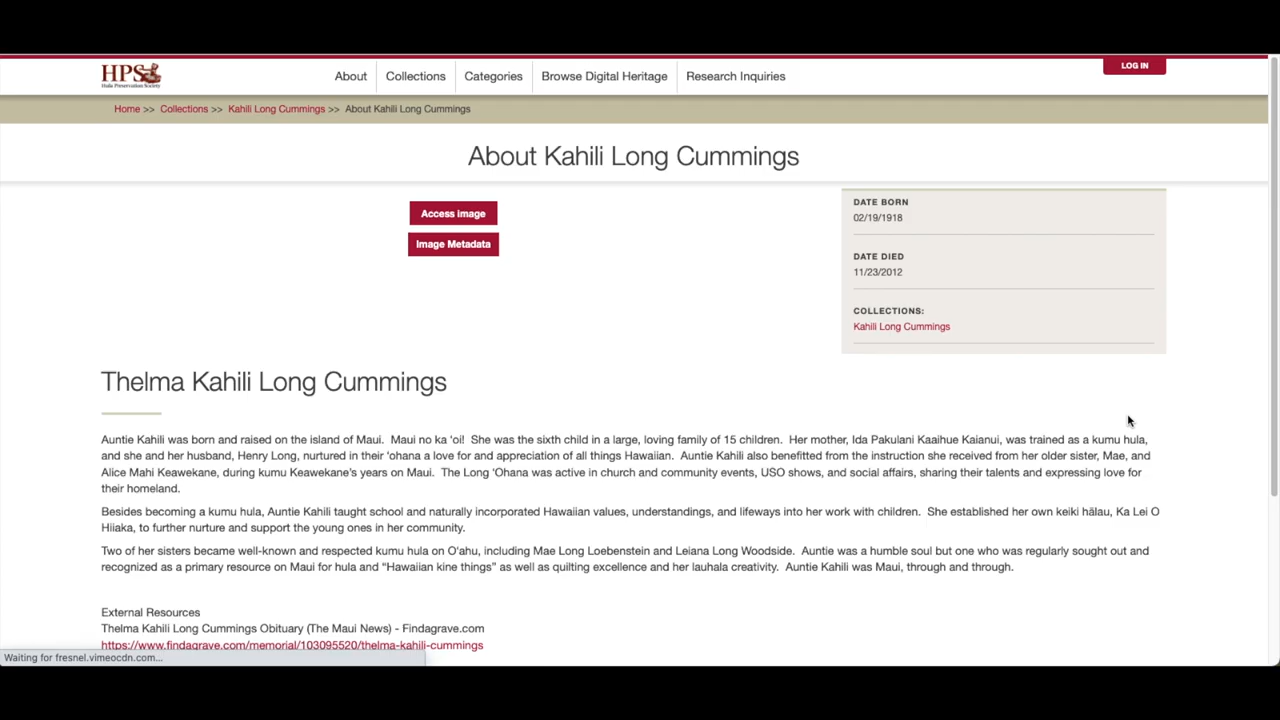 HPS
Hula Preservation Society
About
Collections
Categories
Browse Digital Heritage
Research Inquiries
LOG IN
Home >> Collections >> Kahili Long Cummings >> About Kahili Long Cummings
About Kahili Long Cummings
Access image
Image Metadata
DATE BORN
02/19/1918
DATE DIED
11/23/2012
COLLECTIONS:
Kahili Long Cummings
Thelma Kahili Long Cummings
Auntie Kahili was born and raised on the island of Maui. Maui no ka ‘oi! She was the sixth child in a large, loving family of 15 children. Her mother, Ida Pakulani Kaaihue Kaianui, was trained as a kumu hula,
and she and her husband, Henry Long, nurtured in their ‘ohana a love for and appreciation of all things Hawaiian. Auntie Kahili also benefitted from the instruction she received from her older sister, Mae, and
Alice Mahi Keawekane, during kumu Keawekane’s years on Maui. The Long ‘Ohana was active in church and community events, USO shows, and social affairs, sharing their talents and expressing love for
their homeland.
Besides becoming a kumu hula, Auntie Kahili taught school and naturally incorporated Hawaiian values, understandings, and lifeways into her work with children. She established her own keiki hālau, Ka Lei O
Hiiaka, to further nurture and support the young ones in her community.
Two of her sisters became well-known and respected kumu hula on O‘ahu, including Mae Long Loebenstein and Leiana Long Woodside. Auntie was a humble soul but one who was regularly sought out and
recognized as a primary resource on Maui for hula and “Hawaiian kine things” as well as quilting excellence and her lauhala creativity. Auntie Kahili was Maui, through and through.
External Resources
Thelma Kahili Long Cummings Obituary (The Maui News) - Findagrave.com
https://www.findagrave.com/memorial/103095520/thelma-kahili-cummings
Waiting for fresnel.vimeocdn.com...